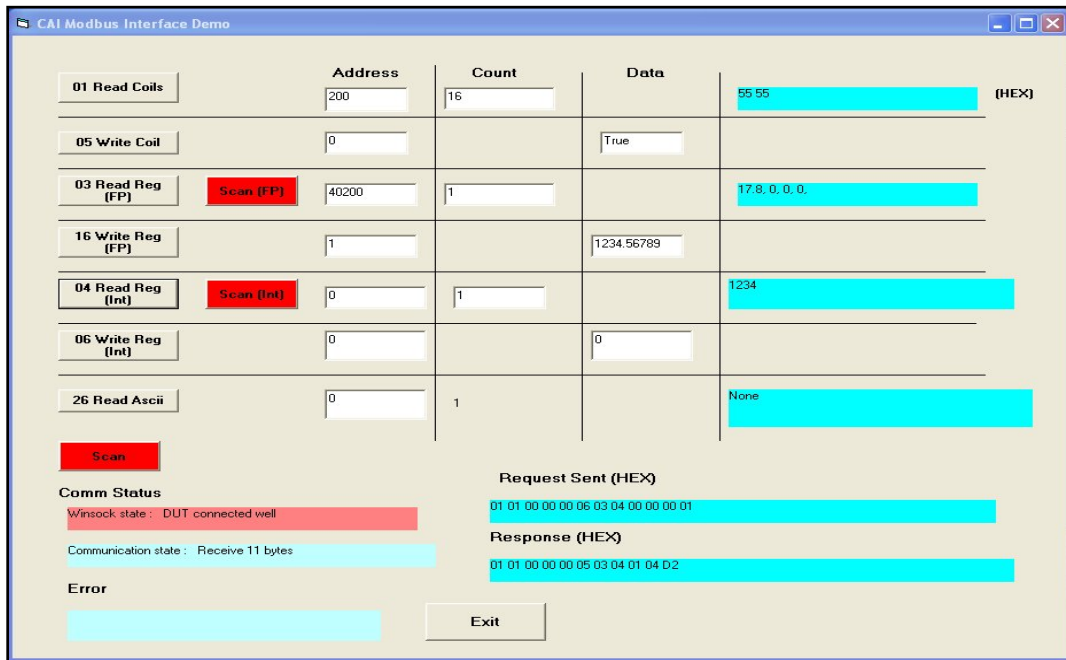 CAI Modbus Interface Demo
Address Count Data
01 Read Coils 200 16 55 55 (HEX)
05 Write Coil 0 True
03 Read Reg
(FP) Scan (FP) 40200 1 17.8, 0, 0, 0,
16 Write Reg
(FP) 1 1234.56789
04 Read Reg
(Int) Scan (Int) 0 1 1234
06 Write Reg
(Int) 0 0
26 Read Ascii 0 1 None
Scan
Request Sent (HEX)
Comm Status
01 01 00 00 00 06 03 04 00 00 00 01
Winsock state : DUT connected well
Response (HEX)
Communication state : Receive 11 bytes
01 01 00 00 00 05 03 04 01 04 D2
Error
Exit